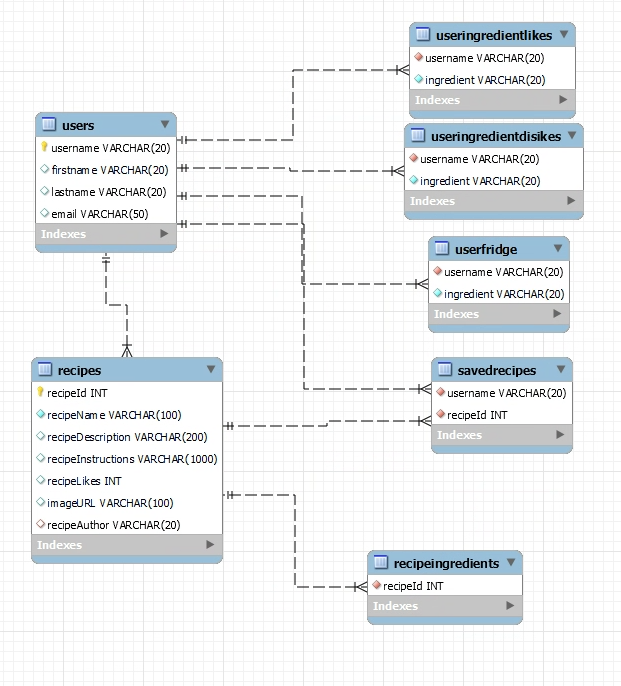 useringredientlikes
username VARCHAR(20)
ingredient VARCHAR(20)
Indexes
users
username VARCHAR(20)
firstname VARCHAR(20)
lastname VARCHAR(20)
email VARCHAR(50)
Indexes
useringredientdisikes
username VARCHAR(20)
ingredient VARCHAR(20)
Indexes
userfridge
username VARCHAR(20)
ingredient VARCHAR(20)
Indexes
recipes
recipeId INT
recipeName VARCHAR(100)
recipeDescription VARCHAR(200)
recipeInstructions VARCHAR(1000)
recipeLikes INT
imageURL VARCHAR(100)
recipeAuthor VARCHAR(20)
Indexes
savedrecipes
username VARCHAR(20)
recipeId INT
Indexes
recipeingredients
recipeId INT
Indexes